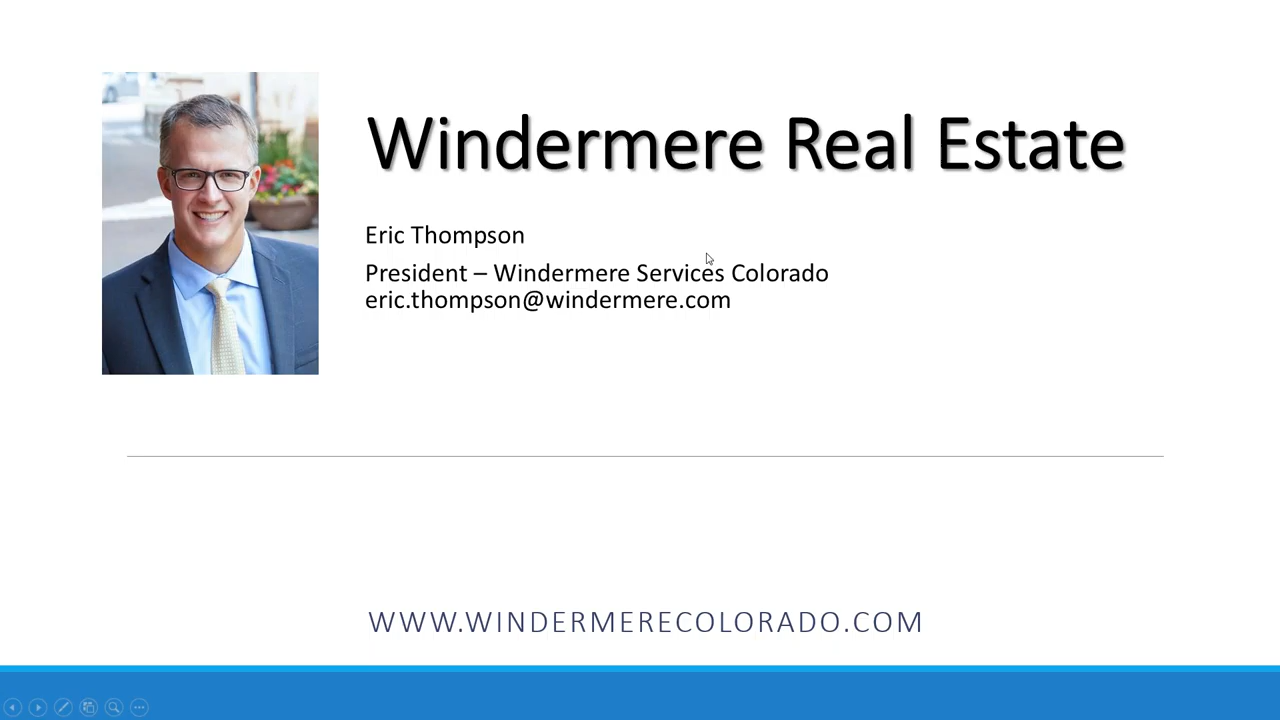 Windermere Real Estate
Eric Thompson
President – Windermere Services Colorado
eric.thompson@windermere.com
WWW.WINDERMERECOLORADO.COM